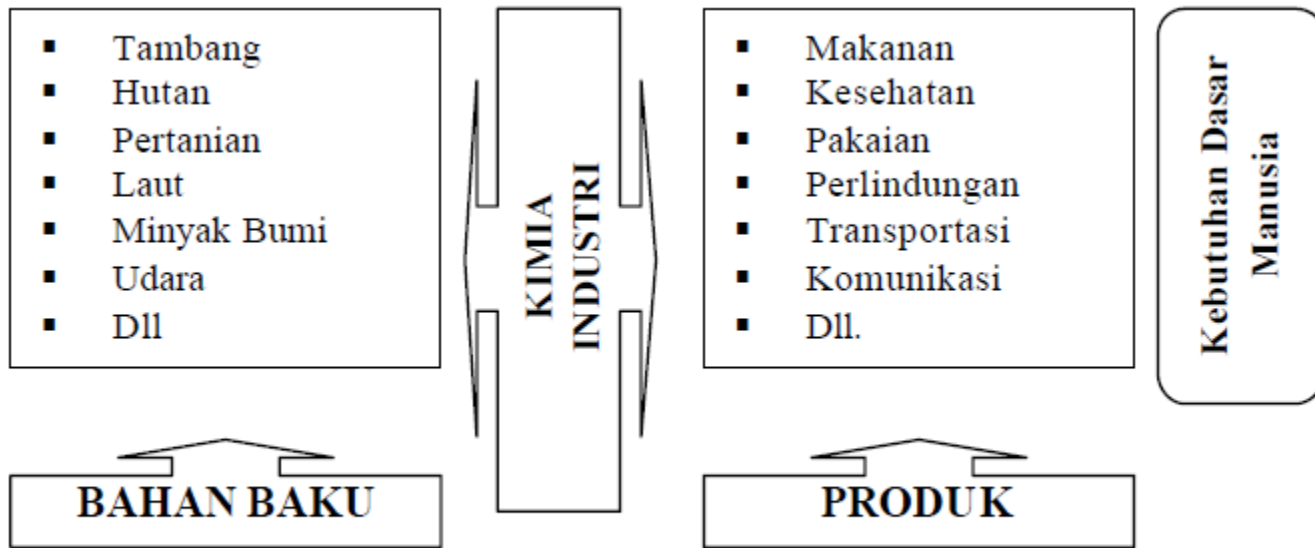 Tambang
Hutan
Pertanian
Laut
Minyak Bumi
Udara
Dll
BAHAN BAKU
KIMIA
INDUSTRI
Makanan
Kesehatan
Pakaian
Perlindungan
Transportasi
Komunikasi
Dll.
PRODUK
Kebutuhan Dasar
Manusia